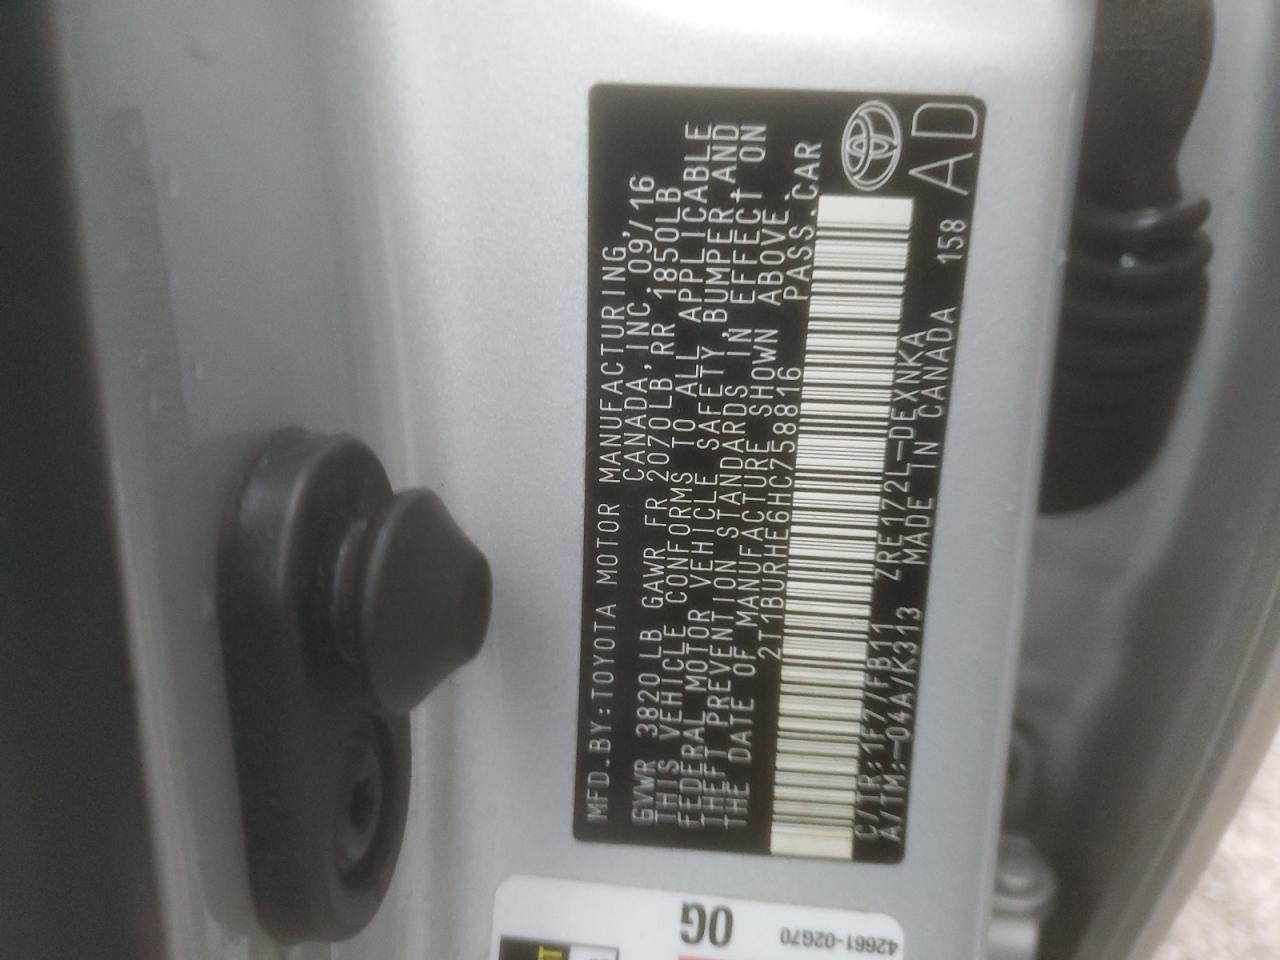 MFD.BY:TOYOTA MOTOR MANUFACTURING,
CANADA,INC. 09/16
GVWR 3820LB GAWR FR 2070LB,RR 1850LB
THIS VEHICLE CONFORMS TO ALL APPLICABLE
FEDERAL MOTOR VEHICLE SAFETY,BUMPER,AND
THEFT PREVENTION STANDARDS IN EFFECT ON
THE DATE OF MANUFACTURE SHOWN ABOVE.
2T1BURHE6HC758816 PASS.CAR
C/TR:1F7/FB11 ZRE172L-DEXNKA
A/TM:-04A/K313 MADE IN CANADA 158
AD
0G
42661-02G70